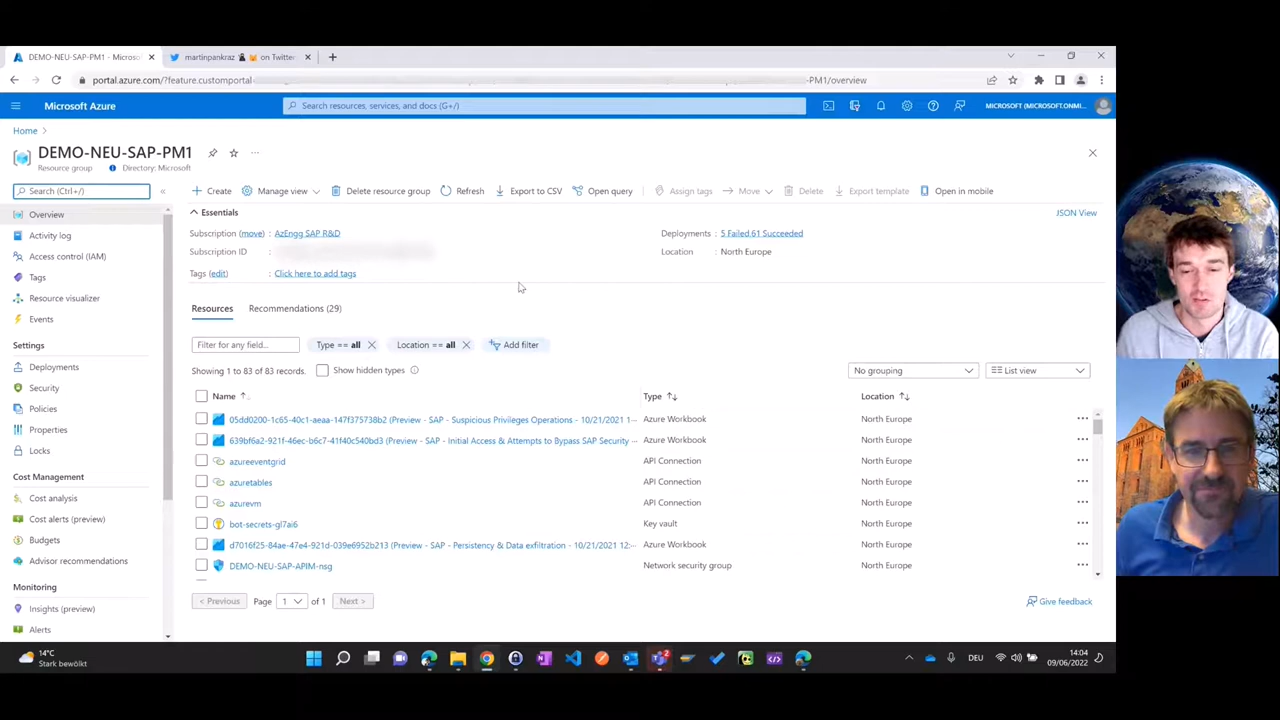 DEMO-NEU-SAP-PM1 - Microso
martinpankraz on Twitter
portal.azure.com/?feature.customportal
-PM1/overview
Microsoft Azure
Search resources, services, and docs (G+/)
MICROSOFT (MICROSOFT.ONMI...
Home
DEMO-NEU-SAP-PM1
Resource group
Directory: Microsoft
Search (Ctrl+/)
Create
Manage view
Delete resource group
Refresh
Export to CSV
Open query
Assign tags
Move
Delete
Export template
Open in mobile
Overview
Activity log
Access control (IAM)
Tags
Resource visualizer
Events
Settings
Deployments
Security
Policies
Properties
Locks
Cost Management
Cost analysis
Cost alerts (preview)
Budgets
Advisor recommendations
Monitoring
Insights (preview)
Alerts
Essentials
JSON View
Subscription (move) : AzEngg SAP R&D
Deployments : 5 Failed,61 Succeeded
Subscription ID :
Location : North Europe
Tags (edit) : Click here to add tags
Resources
Recommendations (29)
Filter for any field...
Type == all
Location == all
Add filter
Showing 1 to 83 of 83 records.
Show hidden types
No grouping
List view
Name
Type
Location
05dd0200-1c65-40c1-aeaa-147f375738b2 (Preview - SAP - Suspicious Privileges Operations - 10/21/2021 1... Azure Workbook North Europe
639bf6a2-921f-46ec-b6c7-41f40c540bd3 (Preview - SAP - Initial Access & Attempts to Bypass SAP Security ... Azure Workbook North Europe
azureeventgrid API Connection North Europe
azuretables API Connection North Europe
azurevm API Connection North Europe
bot-secrets-gl7ai6 Key vault North Europe
d7016f25-84ae-47e4-921d-039e6952b213 (Preview - SAP - Persistency & Data exfiltration - 10/21/2021 12:... Azure Workbook North Europe
DEMO-NEU-SAP-APIM-nsg Network security group North Europe
< Previous
Page 1 of 1
Next >
Give feedback
14°C
Stark bewölkt
DEU
14:04
09/06/2022